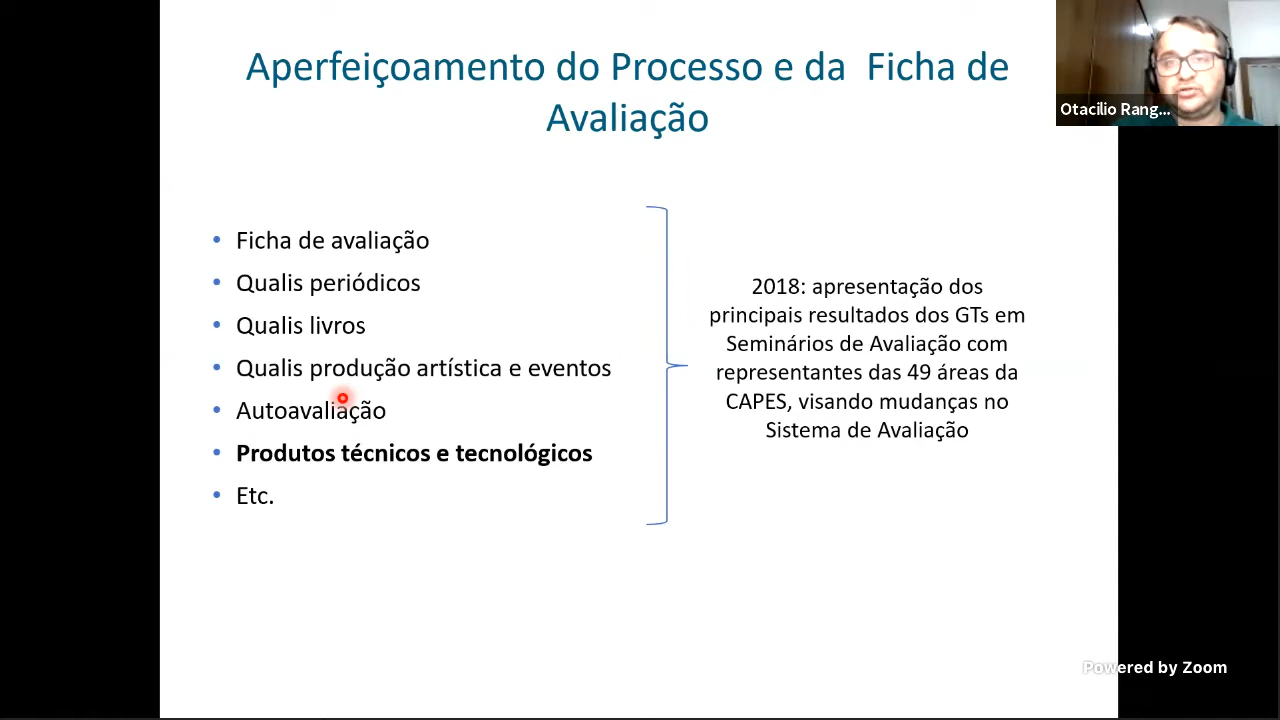 Aperfeiçoamento do Processo e da Ficha de
Avaliação
Otacilio Rang...
• Ficha de avaliação
• Qualis periódicos
• Qualis livros
• Qualis produção artística e eventos
• Autoavaliação
• Produtos técnicos e tecnológicos
• Etc.
2018: apresentação dos
principais resultados dos GTs em
Seminários de Avaliação com
representantes das 49 áreas da
CAPES, visando mudanças no
Sistema de Avaliação
Powered by Zoom